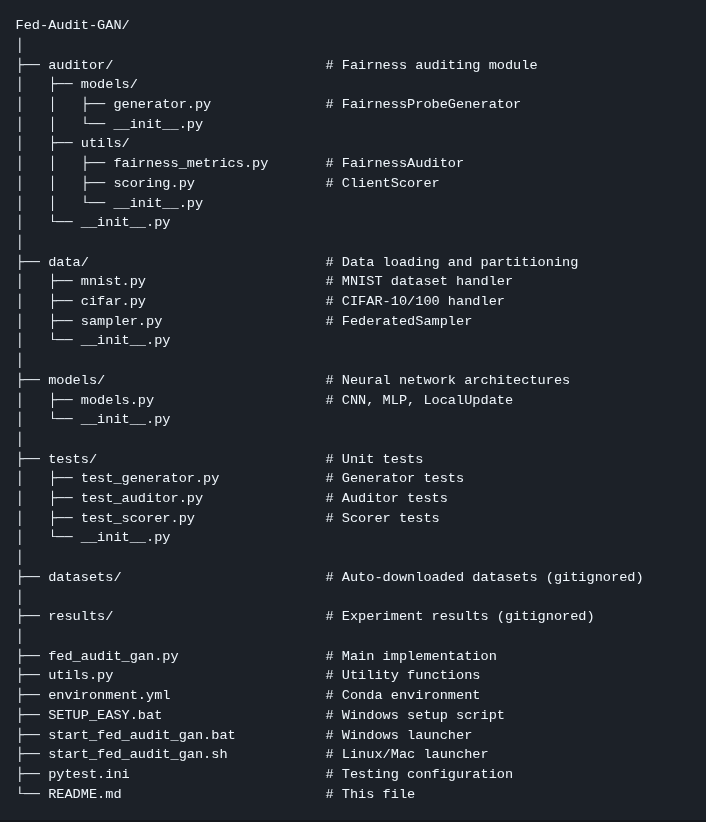 Fed-Audit-GAN/
│
├── auditor/                          # Fairness auditing module
│   ├── models/
│   │   ├── generator.py              # FairnessProbeGenerator
│   │   └── __init__.py
│   ├── utils/
│   │   ├── fairness_metrics.py       # FairnessAuditor
│   │   ├── scoring.py                # ClientScorer
│   │   └── __init__.py
│   └── __init__.py
│
├── data/                             # Data loading and partitioning
│   ├── mnist.py                      # MNIST dataset handler
│   ├── cifar.py                      # CIFAR-10/100 handler
│   ├── sampler.py                    # FederatedSampler
│   └── __init__.py
│
├── models/                           # Neural network architectures
│   ├── models.py                     # CNN, MLP, LocalUpdate
│   └── __init__.py
│
├── tests/                            # Unit tests
│   ├── test_generator.py             # Generator tests
│   ├── test_auditor.py               # Auditor tests
│   ├── test_scorer.py                # Scorer tests
│   └── __init__.py
│
├── datasets/                         # Auto-downloaded datasets (gitignored)
│
├── results/                          # Experiment results (gitignored)
│
├── fed_audit_gan.py                  # Main implementation
├── utils.py                          # Utility functions
├── environment.yml                   # Conda environment
├── SETUP_EASY.bat                    # Windows setup script
├── start_fed_audit_gan.bat           # Windows launcher
├── start_fed_audit_gan.sh            # Linux/Mac launcher
├── pytest.ini                        # Testing configuration
└── README.md                         # This file